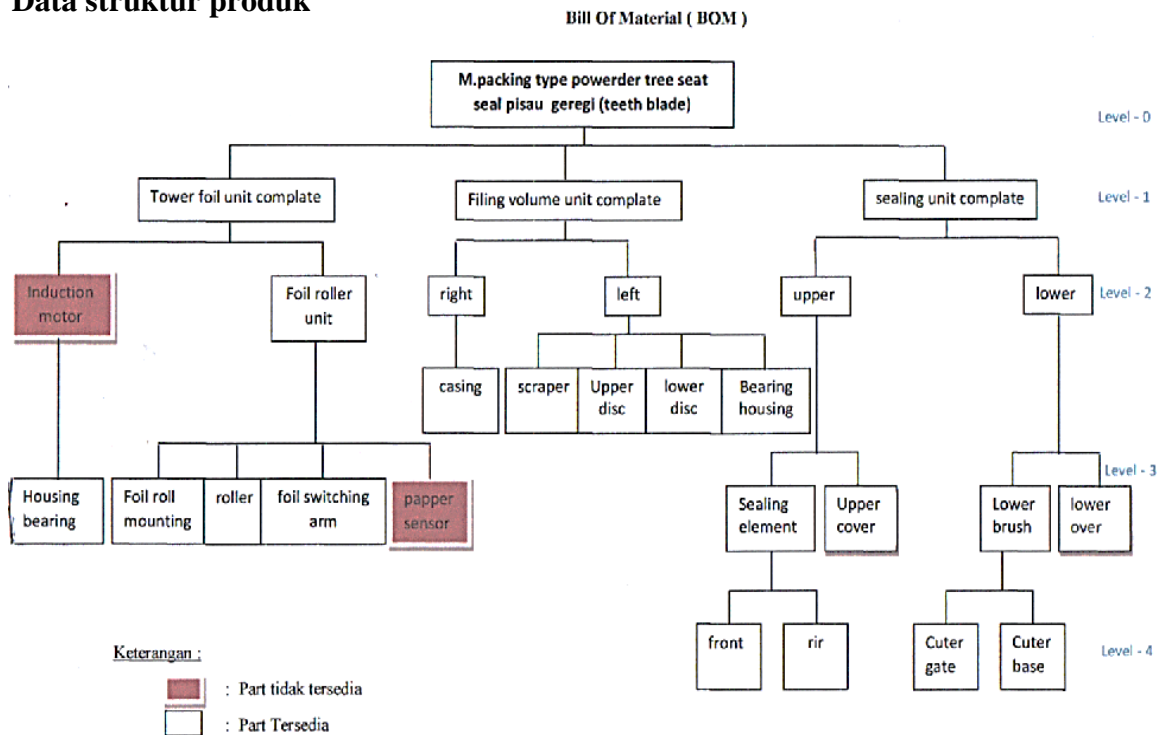 Data struktur produk
Bill Of Material ( BOM )
M.packing type powerder tree seat
seal pisau geregi (teeth blade)
Level - 0
Tower foil unit complate
Filing volume unit complate
sealing unit complate
Level - 1
Induction
motor
Foil roller
unit
right
left
upper
lower
Level - 2
casing
scraper
Upper
disc
lower
disc
Bearing
housing
Level - 3
Housing
bearing
Foil roll
mounting
roller
foil switching
arm
papper
sensor
Sealing
element
Upper
cover
Lower
brush
lower
over
front
rir
Cuter
gate
Cuter
base
Level - 4
Keterangan :
: Part tidak tersedia
: Part Tersedia